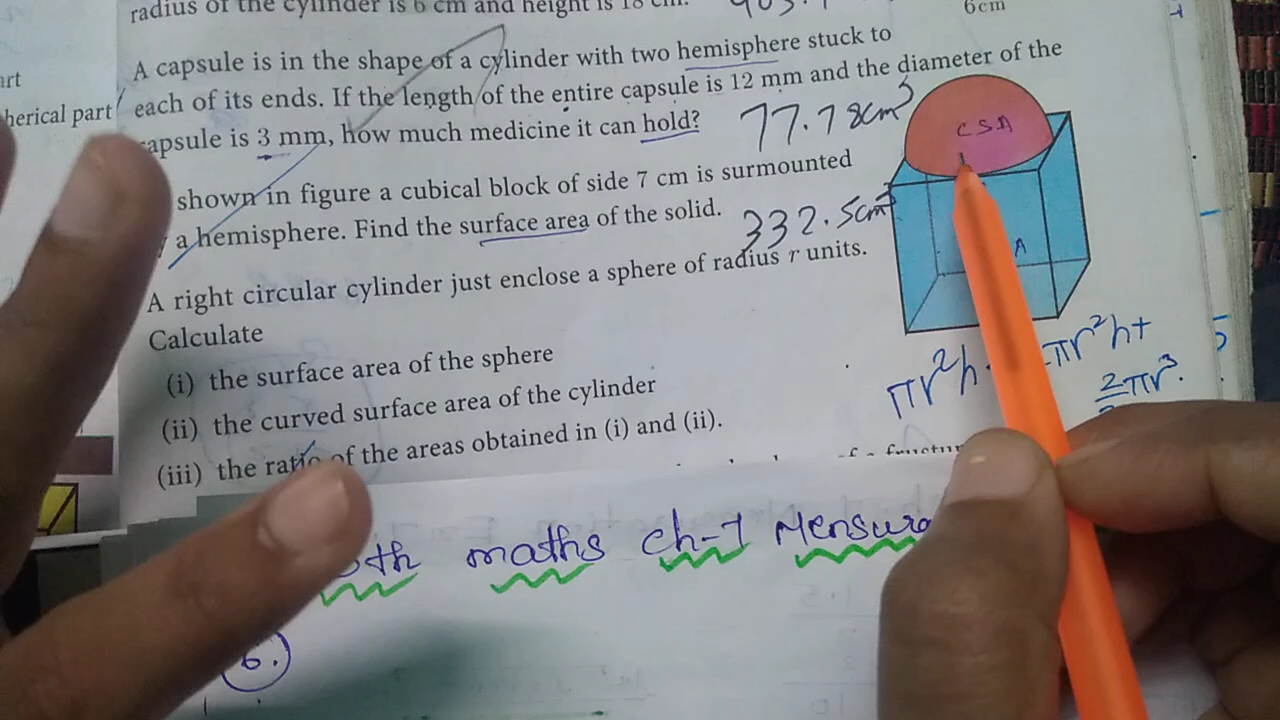 radius of the cylinder is 6 cm and height is 18 cm.
6cm
art
herical part
A capsule is in the shape of a cylinder with two hemisphere stuck to
each of its ends. If the length of the entire capsule is 12 mm and the diameter of the
capsule is 3 mm, how much medicine it can hold? 77.78cm³
shown in figure a cubical block of side 7 cm is surmounted
a hemisphere. Find the surface area of the solid. 332.5cm²
CSA
A
A right circular cylinder just enclose a sphere of radius r units.
Calculate
(i) the surface area of the sphere
(ii) the curved surface area of the cylinder
(iii) the ratio of the areas obtained in (i) and (ii).
πr²h πr²h+
2πr³.
5
maths ch-7 Mensura
6.)